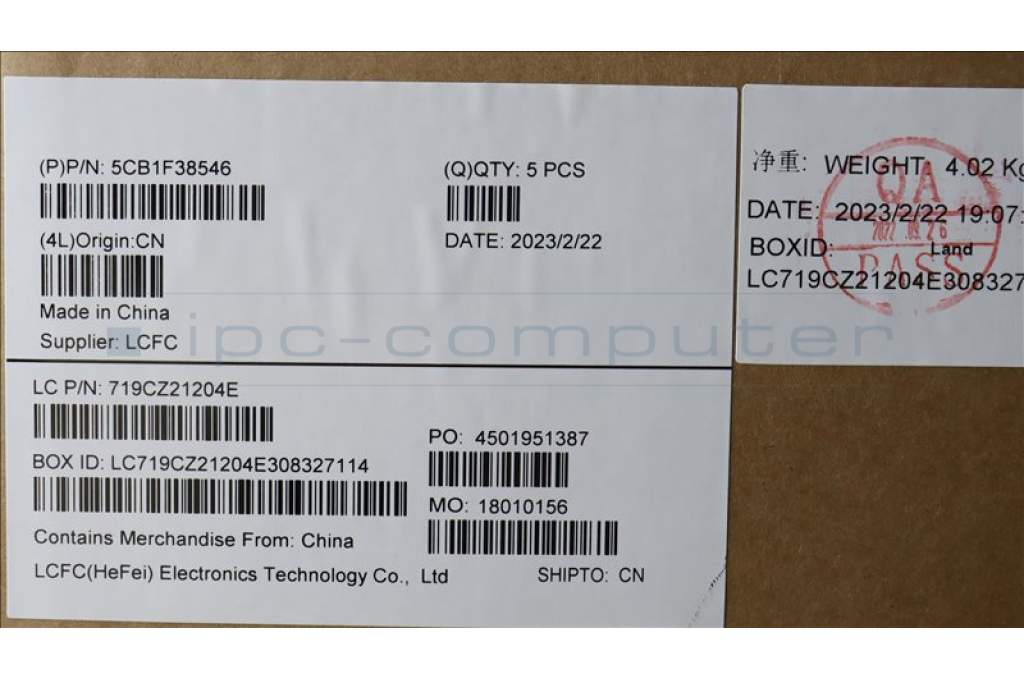 (P)P/N: 5CB1F38546
(Q)QTY: 5 PCS
(4L)Origin:CN
DATE: 2023/2/22
Made in China
Supplier: LCFC
LC P/N: 719CZ21204E
PO: 4501951387
BOX ID: LC719CZ21204E308327114
MO: 18010156
Contains Merchandise From: China
LCFC(HeFei) Electronics Technology Co., Ltd
SHIPTO: CN
净重: WEIGHT: 4.02 Kg
DATE: 2023/2/22 19:07:
BOXID: Land
LC719CZ21204E308327
QA
PASS
ipc-computer